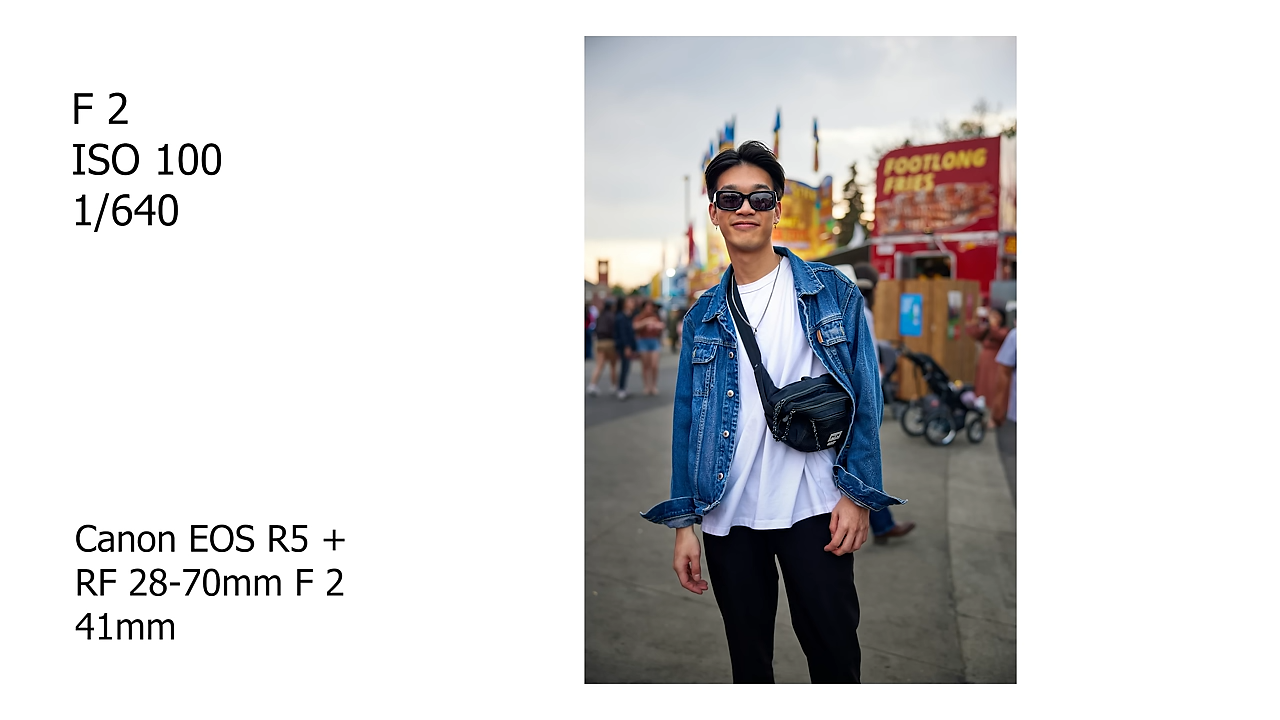 F 2
ISO 100
1/640
FOOTLONG
FRIES
Canon EOS R5 +
RF 28-70mm F 2
41mm